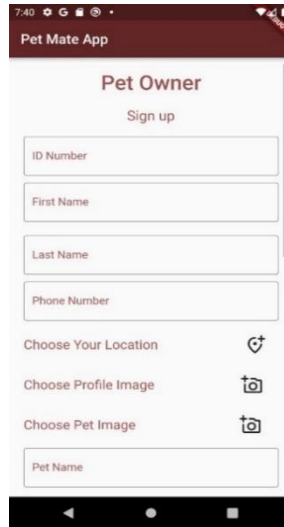 7:40
Pet Mate App
Pet Owner
Sign up
ID Number
First Name
Last Name
Phone Number
Choose Your Location
Choose Profile Image
Choose Pet Image
Pet Name